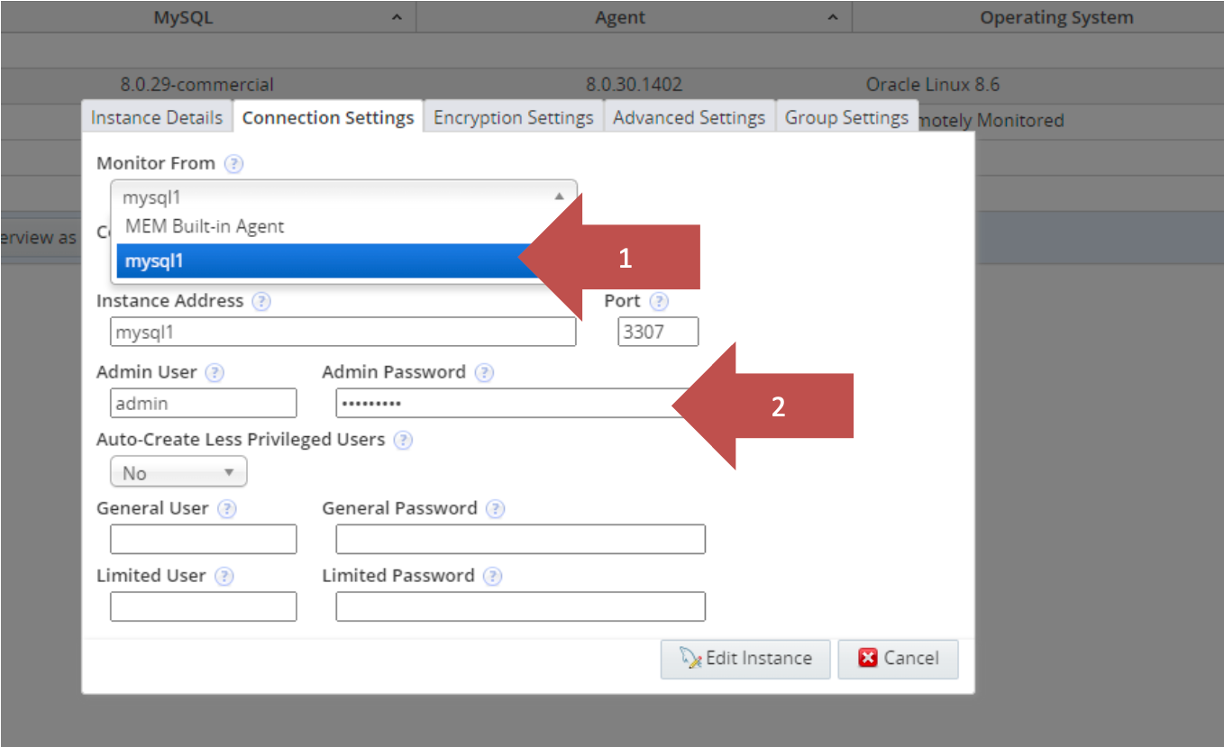 MySQL Agent Operating System
8.0.29-commercial 8.0.30.1402 Oracle Linux 8.6
Instance Details Connection Settings Encryption Settings Advanced Settings Group Settings motely Monitored
Monitor From ?
mysql1
MEM Built-in Agent
erview as C
mysql1 1
Instance Address ? Port ?
mysql1 3307
Admin User ? Admin Password ?
admin ••••••••• 2
Auto-Create Less Privileged Users ?
No
General User ? General Password ?
Limited User ? Limited Password ?
Edit Instance Cancel